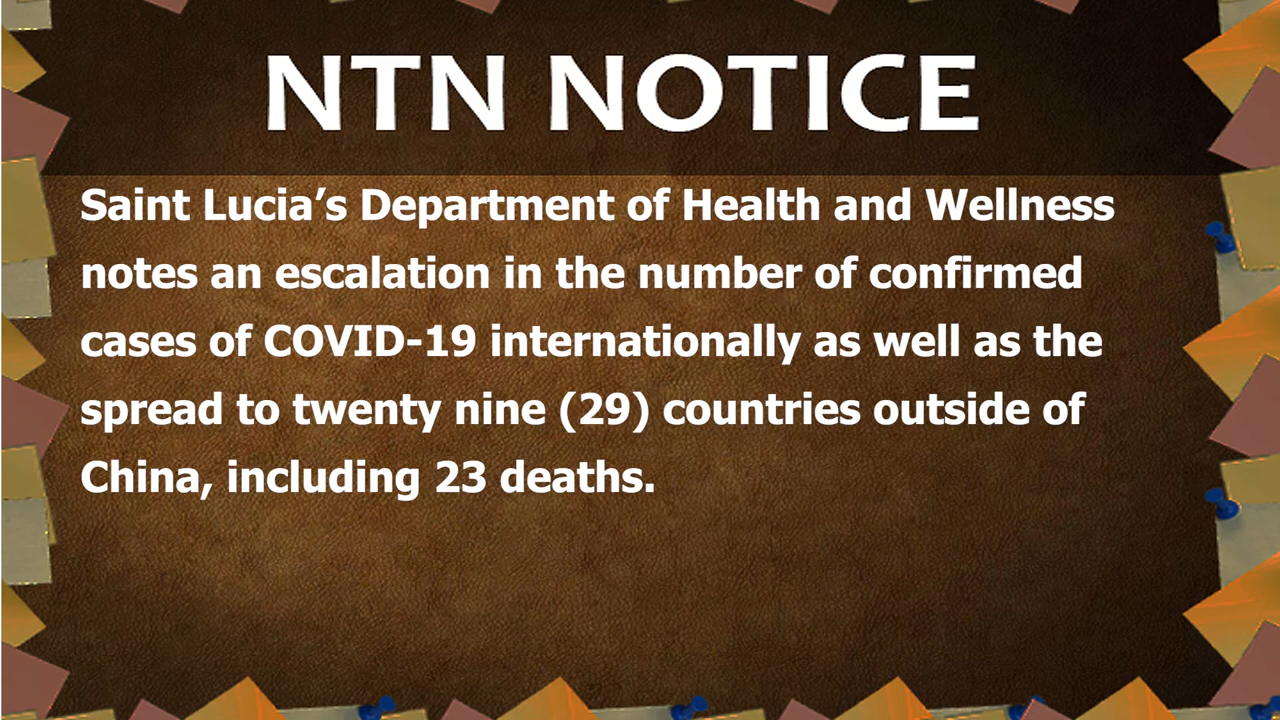 NTN NOTICE
Saint Lucia’s Department of Health and Wellness
notes an escalation in the number of confirmed
cases of COVID-19 internationally as well as the
spread to twenty nine (29) countries outside of
China, including 23 deaths.